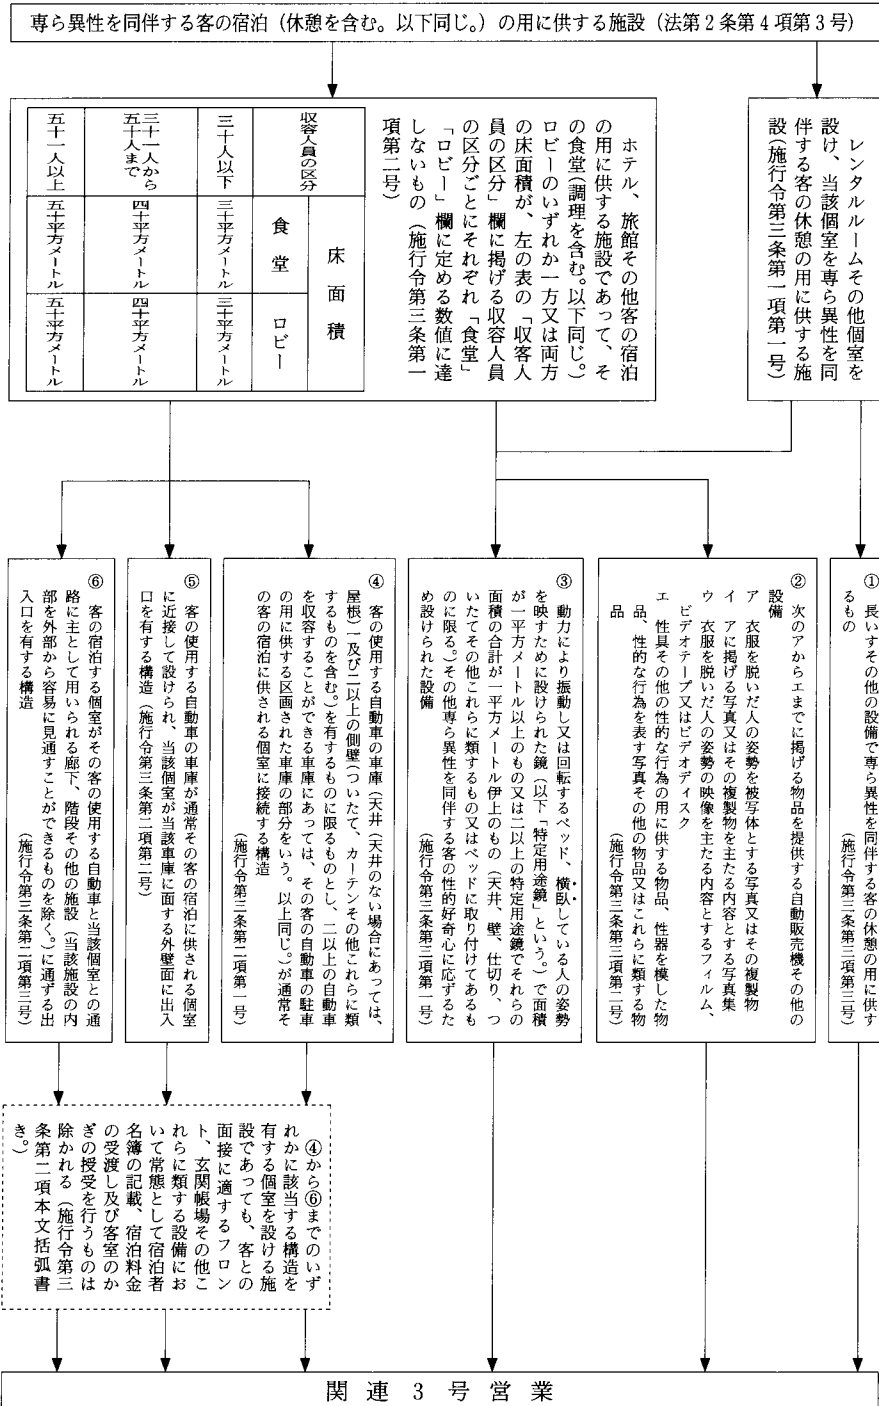 専ら異性を同伴する客の宿泊（休憩を含む。以下同じ。）の用に供する施設（法第２条第４項第３号）
レンタルルームその他個室を
設け、当該個室を専ら異性を同
伴する客の休憩の用に供する施
設（施行令第三条第一項第一号）
ホテル、旅館その他客の宿泊
の用に供する施設であって、そ
の食堂（調理を含む。以下同じ。）
ロビーのいずれか一方又は両方
の床面積が、左の表の「収客人
員の区分」欄に掲げる収容人員
の区分ごとにそれぞれ「食堂」
「ロビー」欄に定める数値に達
しないもの（施行令第三条第一
項第二号）
収容人員の区分
床面積
食堂
ロビー
三十人以下
三十平方メートル
三十平方メートル
三十一人から
五十人まで
四十平方メートル
四十平方メートル
五十一人以上
五十平方メートル
五十平方メートル
① 長いすその他の設備で専ら異性を同伴する客の休憩の用に供す
るもの
（施行令第三条第三項第三号）
② 次のアからエまでに掲げる物品を提供する自動販売機その他の
設備
ア 衣服を脱いだ人の姿勢を被写体とする写真又はその複製物
イ アに掲げる写真又はその複製物を主たる内容とする写真集
ウ 衣服を脱いだ人の姿勢の映像を主たる内容とするフィルム、
ビデオテープ又はビデオディスク
エ 性具その他の性的な行為の用に供する物品、性器を模した物
品、性的な行為を表す写真その他の物品又はこれらに類する物
品
（施行令第三条第三項第二号）
③ 動力により振動し又は回転するベッド、横臥している人の姿勢
を映すために設けられた鏡（以下「特定用途鏡」という。）で面積
が一平方メートル以上のもの又は二以上の特定用途鏡でそれらの
面積の合計が一平方メートル伊上のもの（天井、壁、仕切り、つ
いたてその他これらに類するもの又はベッドに取り付けてあるも
のに限る。）その他専ら異性を同伴する客の性的好奇心に応ずるた
め設けられた設備
（施行令第三条第三項第一号）
④ 客の使用する自動車の車庫（天井（天井のない場合にあっては、
屋根）一及び二以上の側壁（ついたて、カーテンその他これらに類
するものを含む。）を有するものに限るものとし、二以上の自動車
を収容することができる車庫にあっては、その客の自動車の駐車
の用に供する区画された車庫の部分をいう。以上同じ。）が通常そ
の客の宿泊に供される個室に接続する構造
（施行令第三条第二項第一号）
⑤ 客の使用する自動車の車庫が通常その客の宿泊に供される個室
に近接して設けられ、当該個室が当該車庫に面する外壁面に出入
口を有する構造（施行令第三条第二項第二号）
⑥ 客の宿泊する個室がその客の使用する自動車と当該個室との通
路に主として用いられる廊下、階段その他の施設（当該施設の内
部を外部から容易に見通すことができるものを除く。）に通ずる出
入口を有する構造
（施行令第三条第二項第三号）
④から⑥までのいず
れかに該当する構造を
有する個室を設ける施
設であっても、客との
面接に適するフロン
ト、玄関帳場その他こ
れらに類する設備にお
いて常態として宿泊者
名簿の記載、宿泊料金
の受渡し及び客室のか
ぎの授受を行うものは
除かれる（施行令第三
条第二項本文括弧書
き。）
関連３号営業